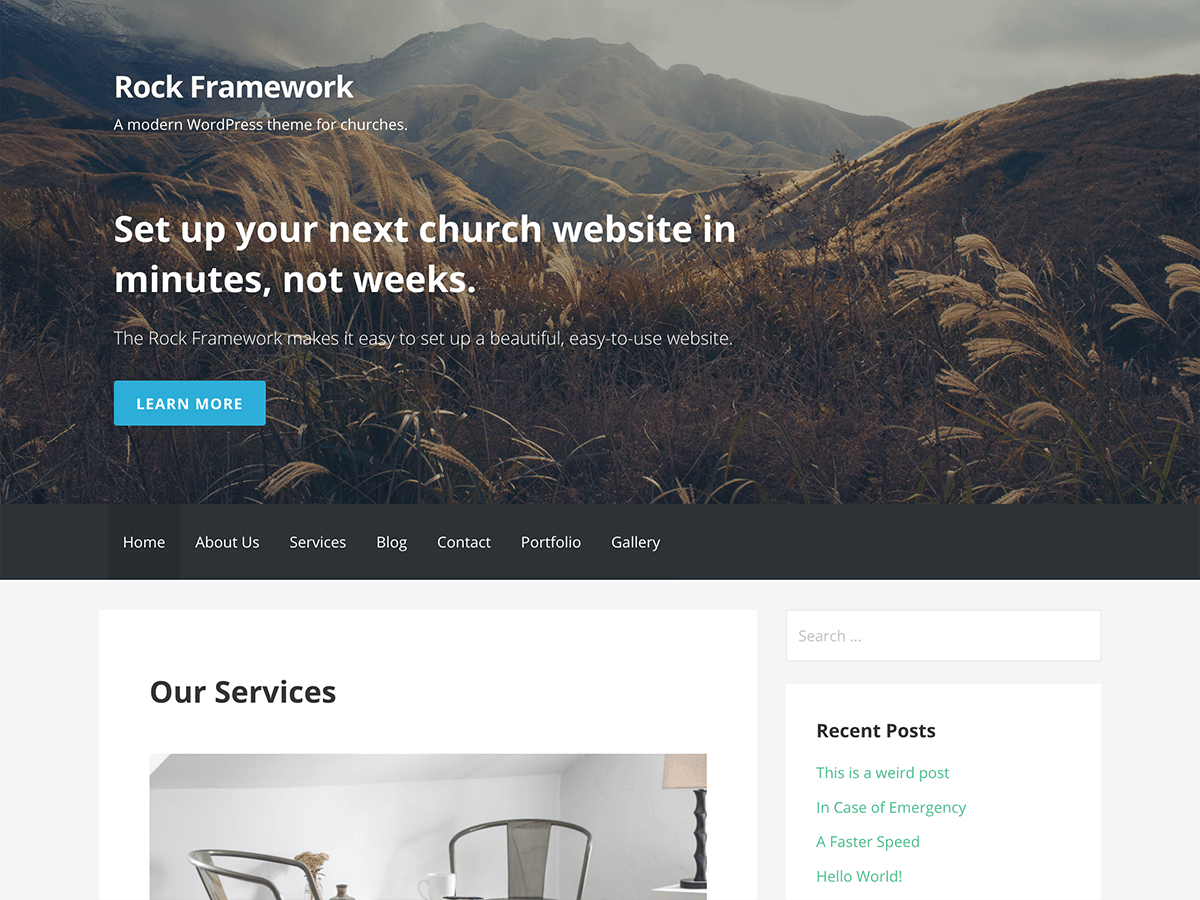 Rock Framework
A modern WordPress theme for churches.
Set up your next church website in
minutes, not weeks.
The Rock Framework makes it easy to set up a beautiful, easy-to-use website.
LEARN MORE
Home About Us Services Blog Contact Portfolio Gallery
Our Services
Search ...
Recent Posts
This is a weird post
In Case of Emergency
A Faster Speed
Hello World!